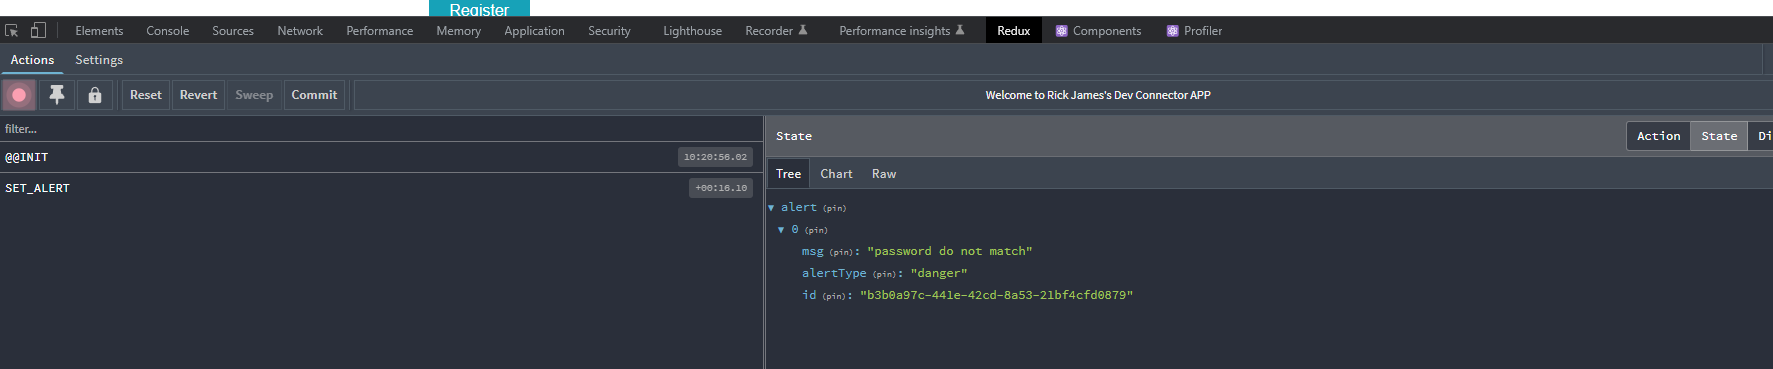 Register
Elements Console Sources Network Performance Memory Application Security Lighthouse Recorder Performance insights Redux Components Profiler
Actions Settings
Reset Revert Sweep Commit Welcome to Rick James's Dev Connector APP
filter...
State Action State Di
@@INIT 10:20:56.02
Tree Chart Raw
SET_ALERT +00:16.10
alert (pin)
0 (pin)
msg (pin): "password do not match"
alertType (pin): "danger"
id (pin): "b3b0a97c-441e-42cd-8a53-21bf4cfd0879"